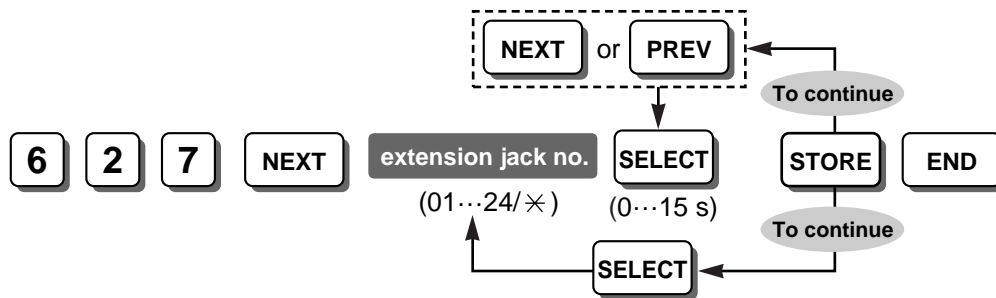 NEXT or PREV
To continue
6 2 7 NEXT extension jack no. SELECT STORE END
(01···24/✳) (0···15 s)
To continue
SELECT